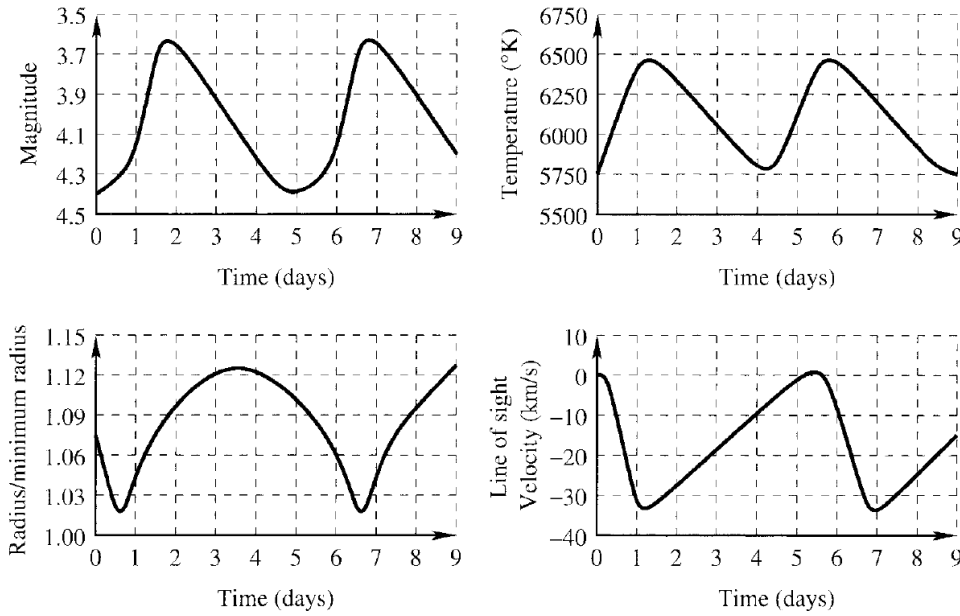 Magnitude
3.5
3.7
3.9
4.1
4.3
4.5
0 1 2 3 4 5 6 7 8 9
Time (days)
Temperature (°K)
6750
6500
6250
6000
5750
5500
0 1 2 3 4 5 6 7 8 9
Time (days)
Radius/minimum radius
1.15
1.12
1.09
1.06
1.03
1.00
0 1 2 3 4 5 6 7 8 9
Time (days)
Line of sight
Velocity (km/s)
10
0
–10
–20
–30
–40
0 1 2 3 4 5 6 7 8 9
Time (days)